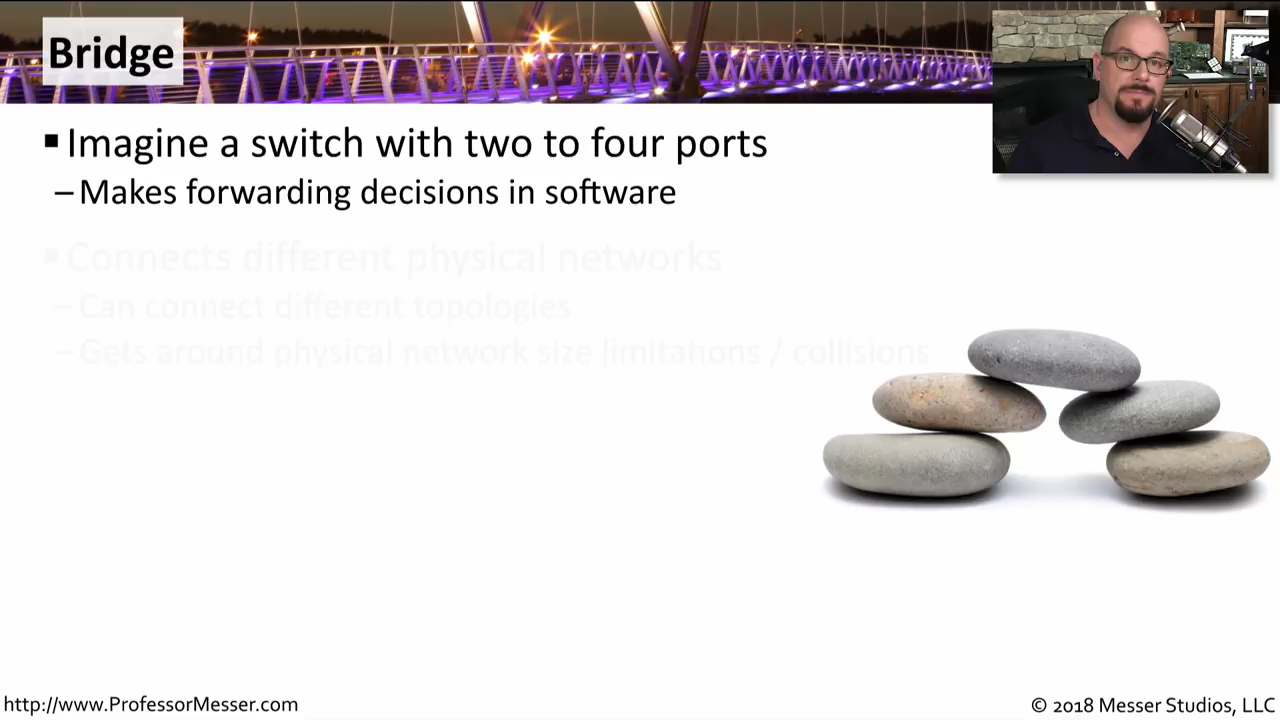 Bridge
▪ Imagine a switch with two to four ports
– Makes forwarding decisions in software
▪ Connects different physical networks
– Can connect different topologies
– Gets around physical network size limitations / collisions
http://www.ProfessorMesser.com
© 2018 Messer Studios, LLC